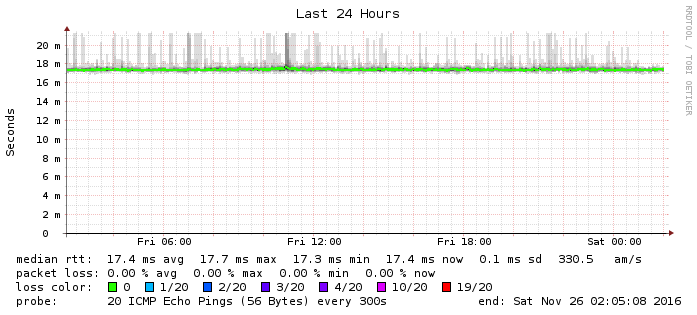 Last 24 Hours
RRDTOOL / TOBI OETIKER
Seconds
20 m
18 m
16 m
14 m
12 m
10 m
8 m
6 m
4 m
2 m
0
Fri 06:00 Fri 12:00 Fri 18:00 Sat 00:00
median rtt: 17.4 ms avg 17.7 ms max 17.3 ms min 17.4 ms now 0.1 ms sd 330.5 am/s
packet loss: 0.00 % avg 0.00 % max 0.00 % min 0.00 % now
loss color: 0 1/20 2/20 3/20 4/20 10/20 19/20
probe: 20 ICMP Echo Pings (56 Bytes) every 300s end: Sat Nov 26 02:05:08 2016